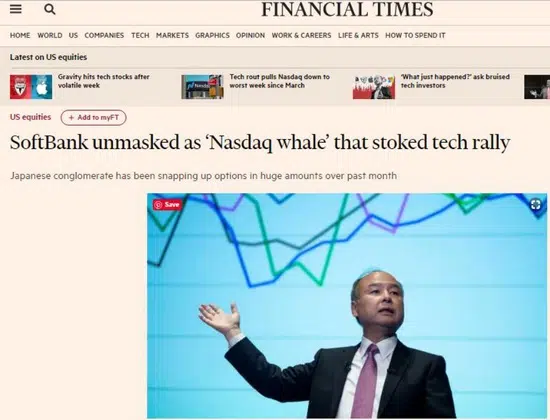 FINANCIAL TIMES
HOME WORLD US COMPANIES TECH MARKETS GRAPHICS OPINION WORK & CAREERS LIFE & ARTS HOW TO SPEND IT
Latest on US equities
Gravity hits tech stocks after
volatile week
Tech rout pulls Nasdaq down to
worst week since March
‘What just happened?’ ask bruised
tech investors
US equities + Add to myFT
SoftBank unmasked as ‘Nasdaq whale’ that stoked tech rally
Japanese conglomerate has been snapping up options in huge amounts over past month
Save